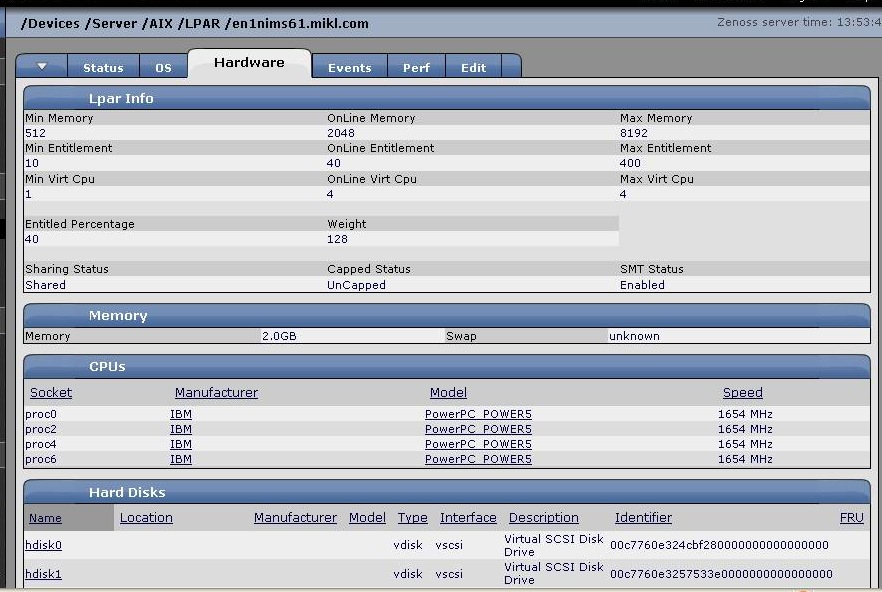 /Devices /Server /AIX /LPAR /en1nims61.mikl.com Zenoss server time: 13:53:4
Status OS Hardware Events Perf Edit
Lpar Info
Min Memory OnLine Memory Max Memory
512 2048 8192
Min Entitlement OnLine Entitlement Max Entitlement
10 40 400
Min Virt Cpu OnLine Virt Cpu Max Virt Cpu
1 4 4
Entitled Percentage Weight
40 128
Sharing Status Capped Status SMT Status
Shared UnCapped Enabled
Memory
Memory 2.0GB Swap unknown
CPUs
Socket Manufacturer Model Speed
proc0 IBM PowerPC_POWER5 1654 MHz
proc2 IBM PowerPC_POWER5 1654 MHz
proc4 IBM PowerPC_POWER5 1654 MHz
proc6 IBM PowerPC_POWER5 1654 MHz
Hard Disks
Name Location Manufacturer Model Type Interface Description Identifier FRU
hdisk0 vdisk vscsi Virtual SCSI Disk Drive 00c7760e324cbf280000000000000000
hdisk1 vdisk vscsi Virtual SCSI Disk Drive 00c7760e3257533e0000000000000000